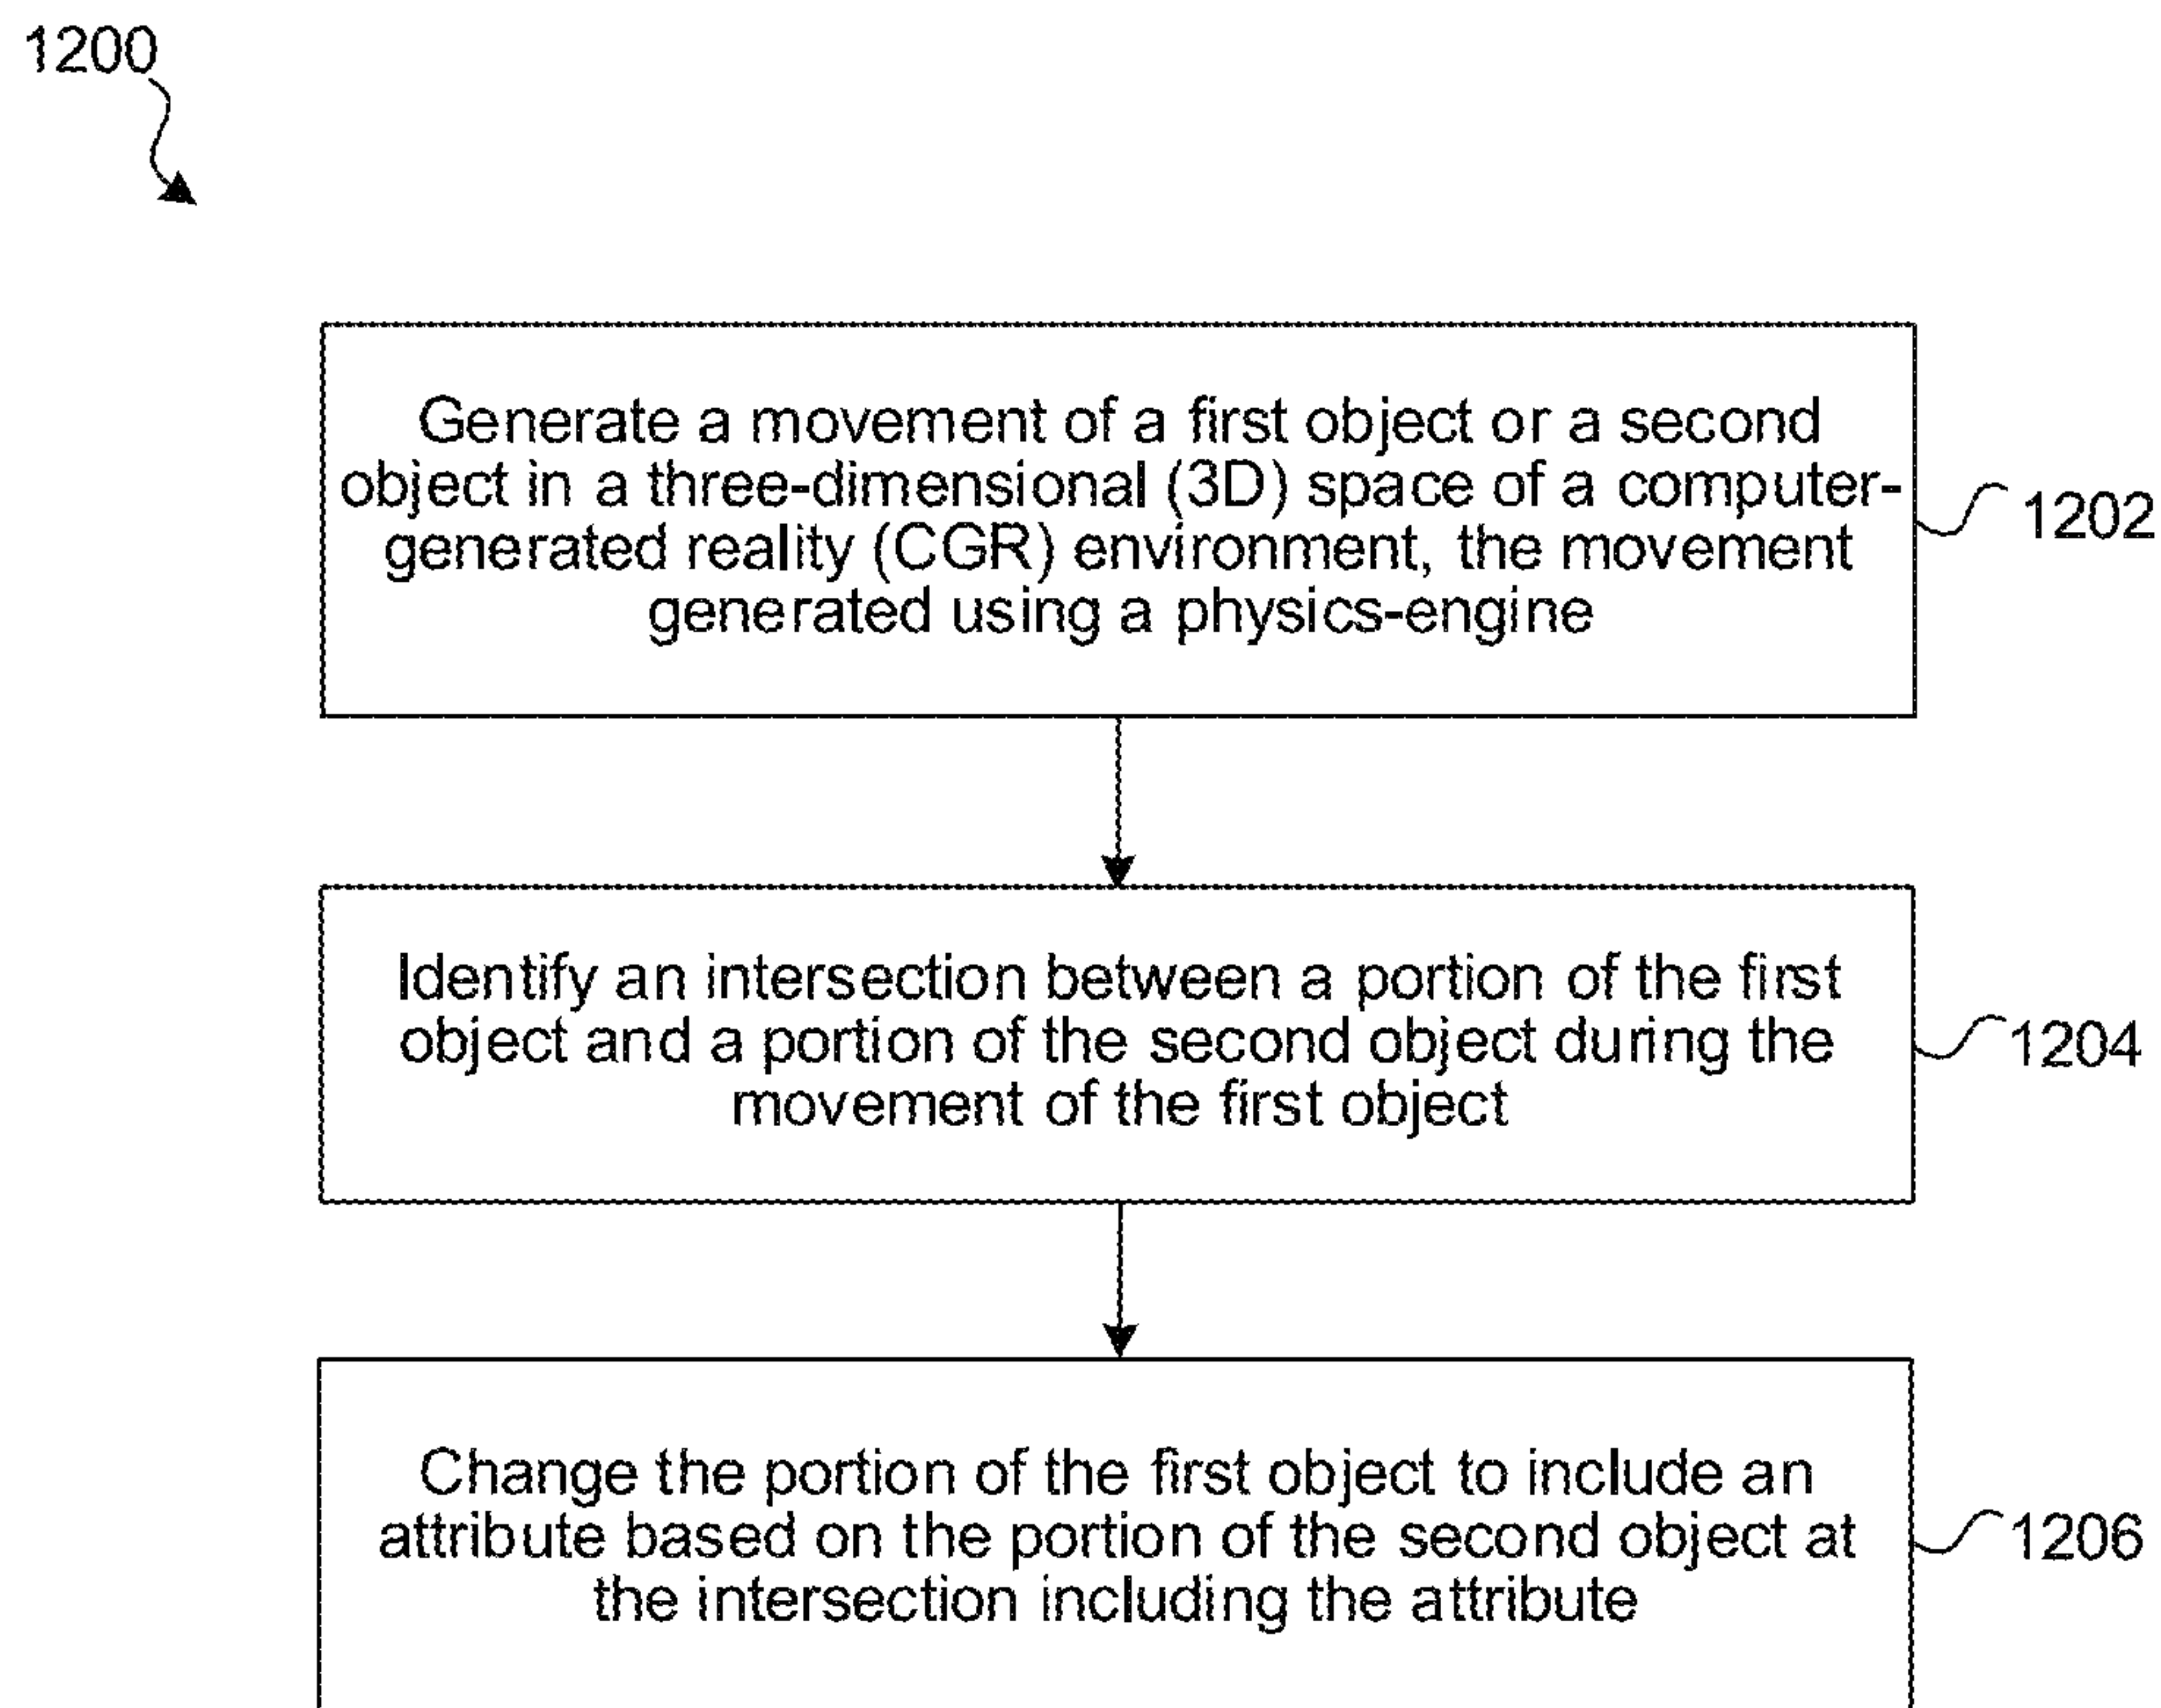 1200
Generate a movement of a first object or a second
object in a three-dimensional (3D) space of a computer-
generated reality (CGR) environment, the movement
generated using a physics-engine
1202
Identify an intersection between a portion of the first
object and a portion of the second object during the
movement of the first object
1204
Change the portion of the first object to include an
attribute based on the portion of the second object at
the intersection including the attribute
1206